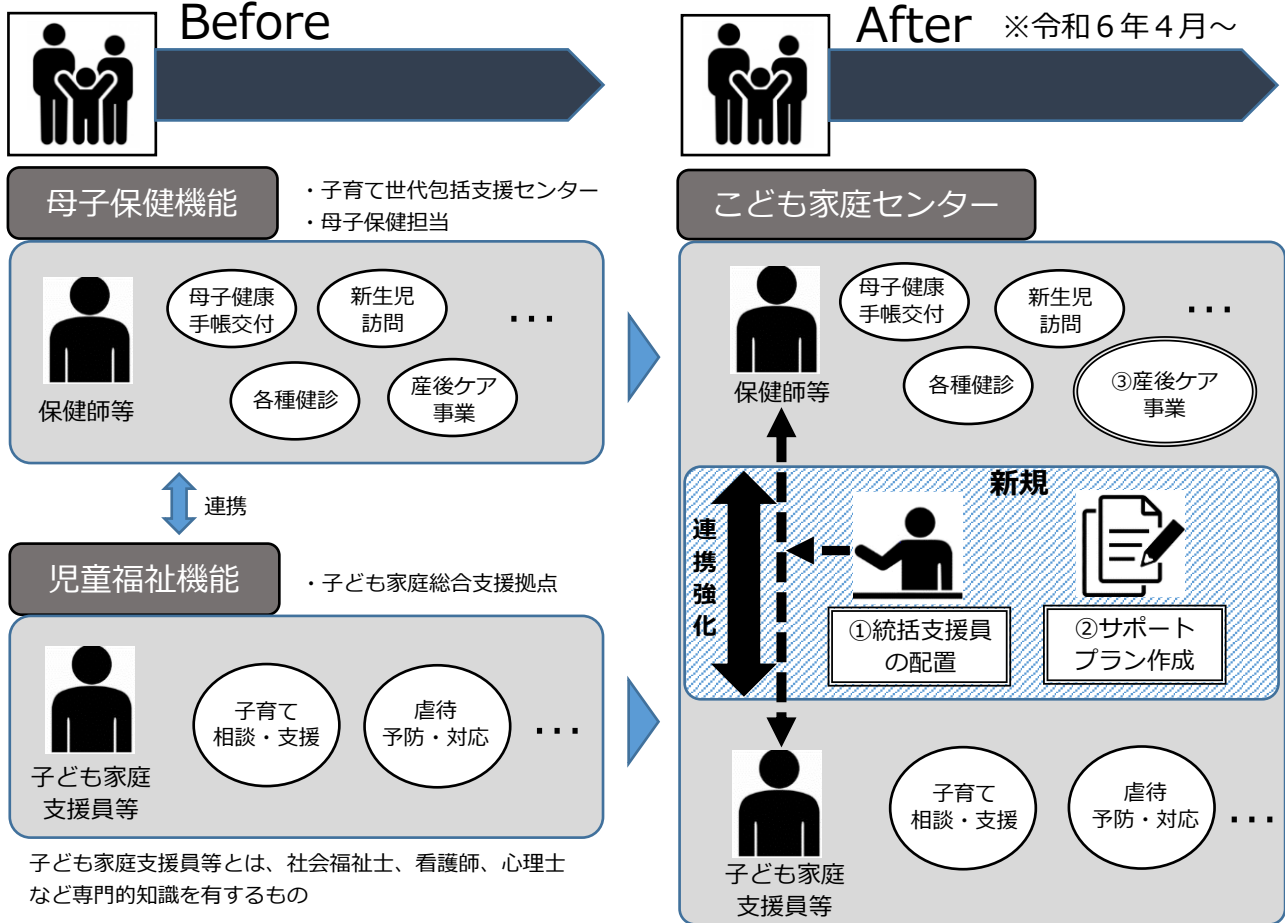 Before
母子保健機能
・子育て世代包括支援センター
・母子保健担当
保健師等
母子健康
手帳交付
新生児
訪問
・・・
各種健診
産後ケア
事業
連携
児童福祉機能
・子ども家庭総合支援拠点
子ども家庭
支援員等
子育て
相談・支援
虐待
予防・対応
・・・
子ども家庭支援員等とは、社会福祉士、看護師、心理士
など専門的知識を有するもの
After ※令和６年４月～
こども家庭センター
保健師等
母子健康
手帳交付
新生児
訪問
・・・
各種健診
③産後ケア
事業
新規
連携強化
①統括支援員
の配置
②サポート
プラン作成
子ども家庭
支援員等
子育て
相談・支援
虐待
予防・対応
・・・